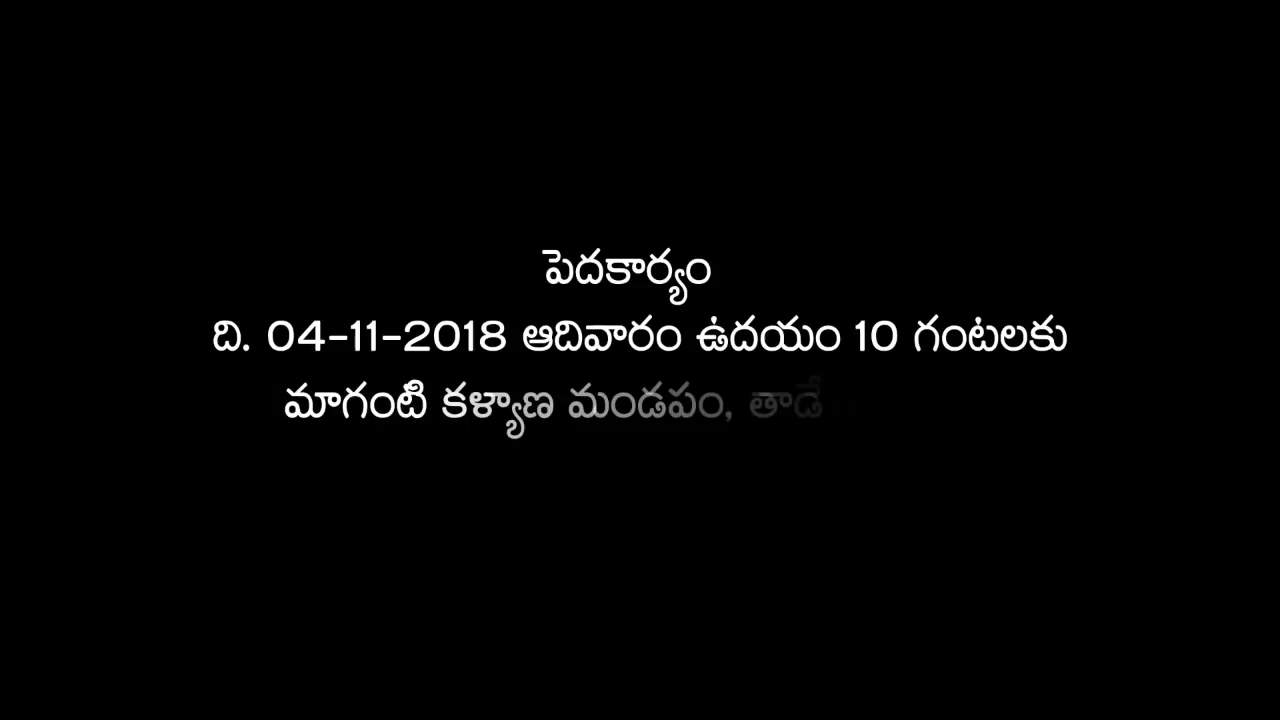 పెదకార్యం
ది. 04-11-2018 ఆదివారం ఉదయం 10 గంటలకు
మాగంటి కళ్యాణ మండపం,